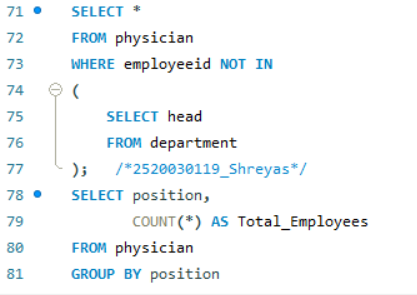 71 SELECT *
72 FROM physician
73 WHERE employeeid NOT IN
74 (
75 SELECT head
76 FROM department
77 ); /*2520030119_Shreyas*/
78 SELECT position,
79 COUNT(*) AS Total_Employees
80 FROM physician
81 GROUP BY position